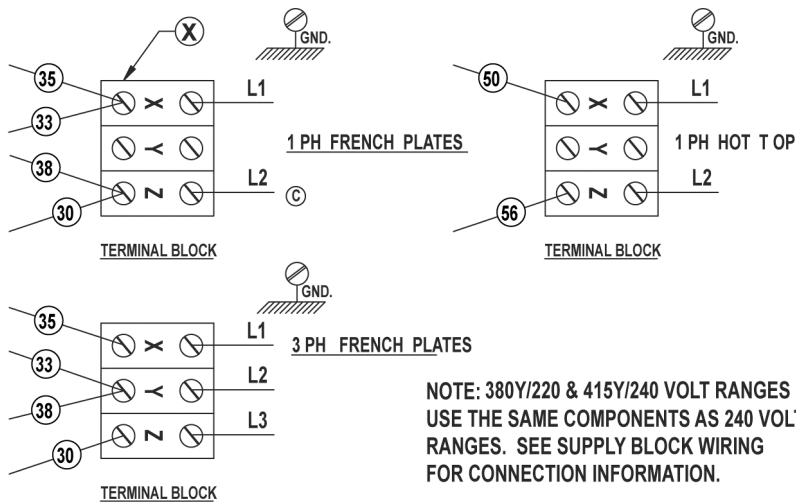 X
GND.
35
33
38
30
X
Y
Z
L1
L2
1 PH FRENCH PLATES
C
TERMINAL BLOCK
GND.
50
56
X
Y
Z
L1
L2
1 PH HOT T OP
TERMINAL BLOCK
GND.
35
33
38
30
X
Y
Z
L1
L2
L3
3 PH FRENCH PLATES
TERMINAL BLOCK
NOTE: 380Y/220 & 415Y/240 VOLT RANGES
USE THE SAME COMPONENTS AS 240 VOLT
RANGES. SEE SUPPLY BLOCK WIRING
FOR CONNECTION INFORMATION.